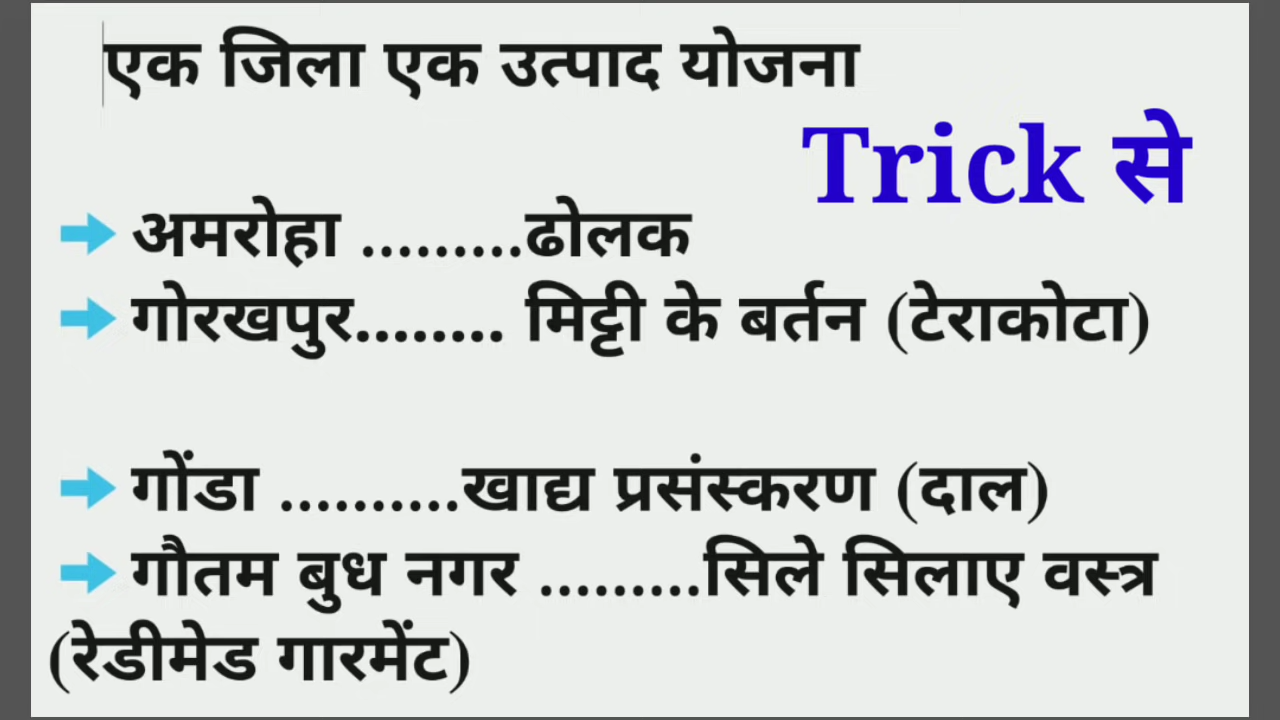 एक जिला एक उत्पाद योजना
Trick से
अमरोहा .........ढोलक
गोरखपुर........ मिट्टी के बर्तन (टेराकोटा)
गोंडा ..........खाद्य प्रसंस्करण (दाल)
गौतम बुध नगर .........सिले सिलाए वस्त्र
(रेडीमेड गारमेंट)